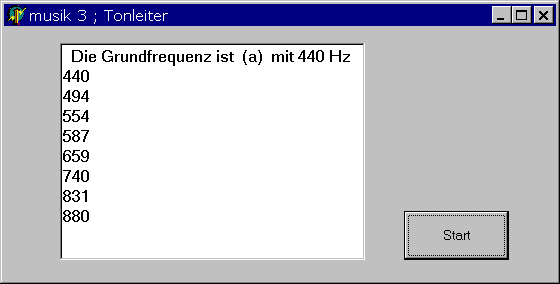 musik 3 ; Tonleiter
Die Grundfrequenz ist (a) mit 440 Hz
440
494
554
587
659
740
831
880
Start